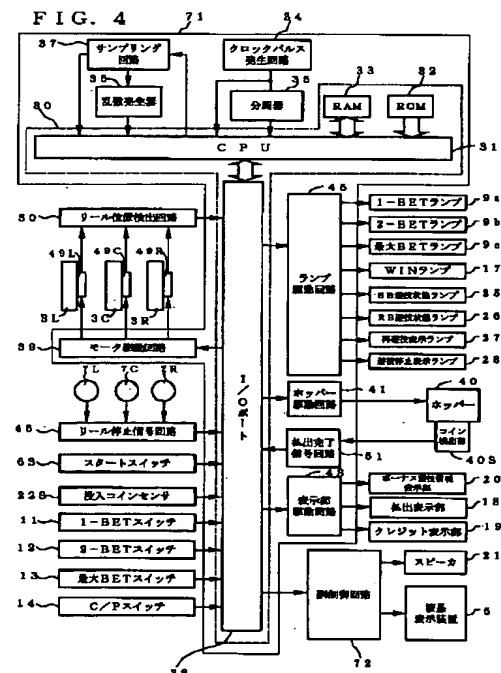 FIG. 4
71
37
サンプリング
回路
34
クロックパルス
発生回路
36
乱数発生器
35
分周器
33
RAM
32
ROM
30
CPU
31
50
リール位置検出回路
49L
49C
49R
3L
3C
3R
39
モータ駆動回路
7L
7C
7R
46
リール停止信号回路
6S
スタートスイッチ
22S
投入コインセンサ
11
1-BETスイッチ
12
2-BETスイッチ
13
最大BETスイッチ
14
C/Pスイッチ
I/Oポート
38
45
ランプ
駆動回路
1-BETランプ
9a
2-BETランプ
9b
最大BETランプ
9c
WINランプ
17
BB遊技状態ランプ
25
RB遊技状態ランプ
26
再遊技表示ランプ
27
遊技停止表示ランプ
28
ホッパー
駆動回路
41
40
ホッパー
コイン
検出部
40S
払出完了
信号回路
51
48
表示部
駆動回路
ボーナス遊技情報
表示部
20
払出表示部
18
クレジット表示部
19
副制御回路
72
スピーカ
21
液晶
表示装置
5